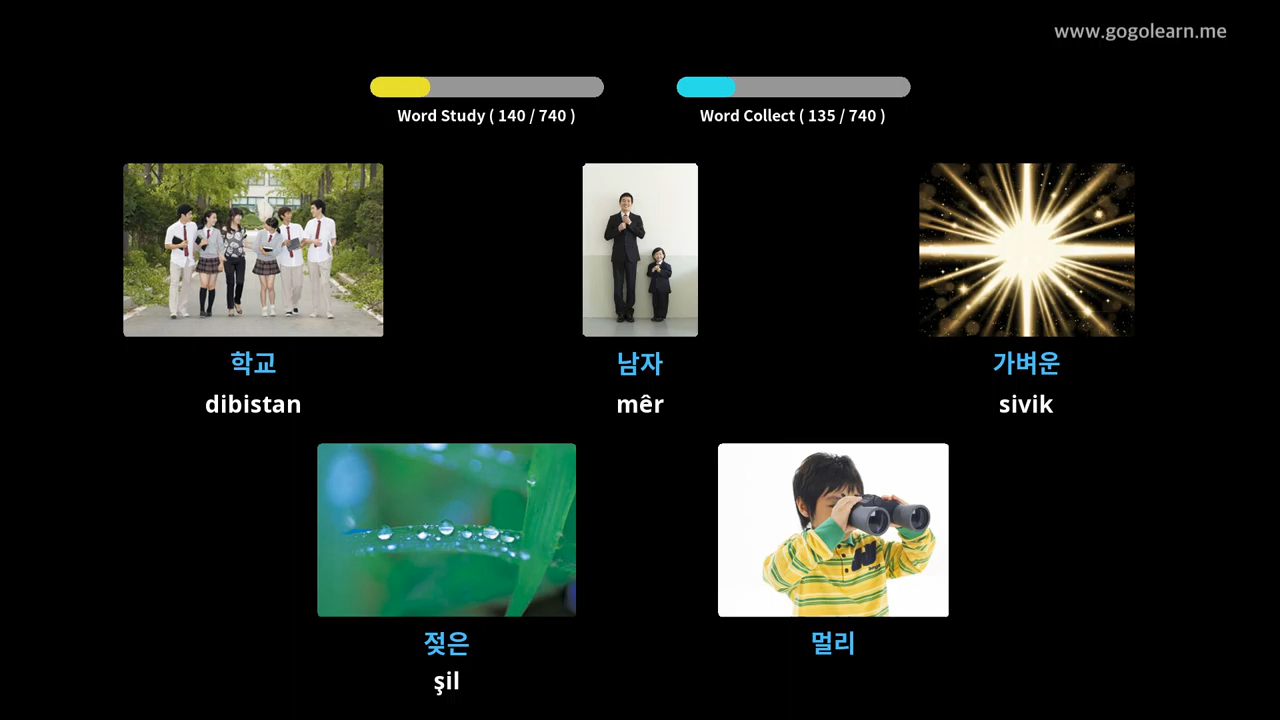 www.gogolearn.me
Word Study ( 140 / 740 )
Word Collect ( 135 / 740 )
학교
dibistan
남자
mêr
가벼운
sivik
젖은
şil
멀리